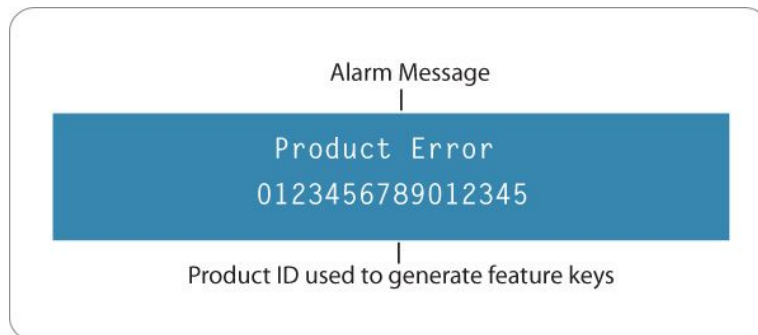 Alarm Message
Product Error
0123456789012345
Product ID used to generate feature keys